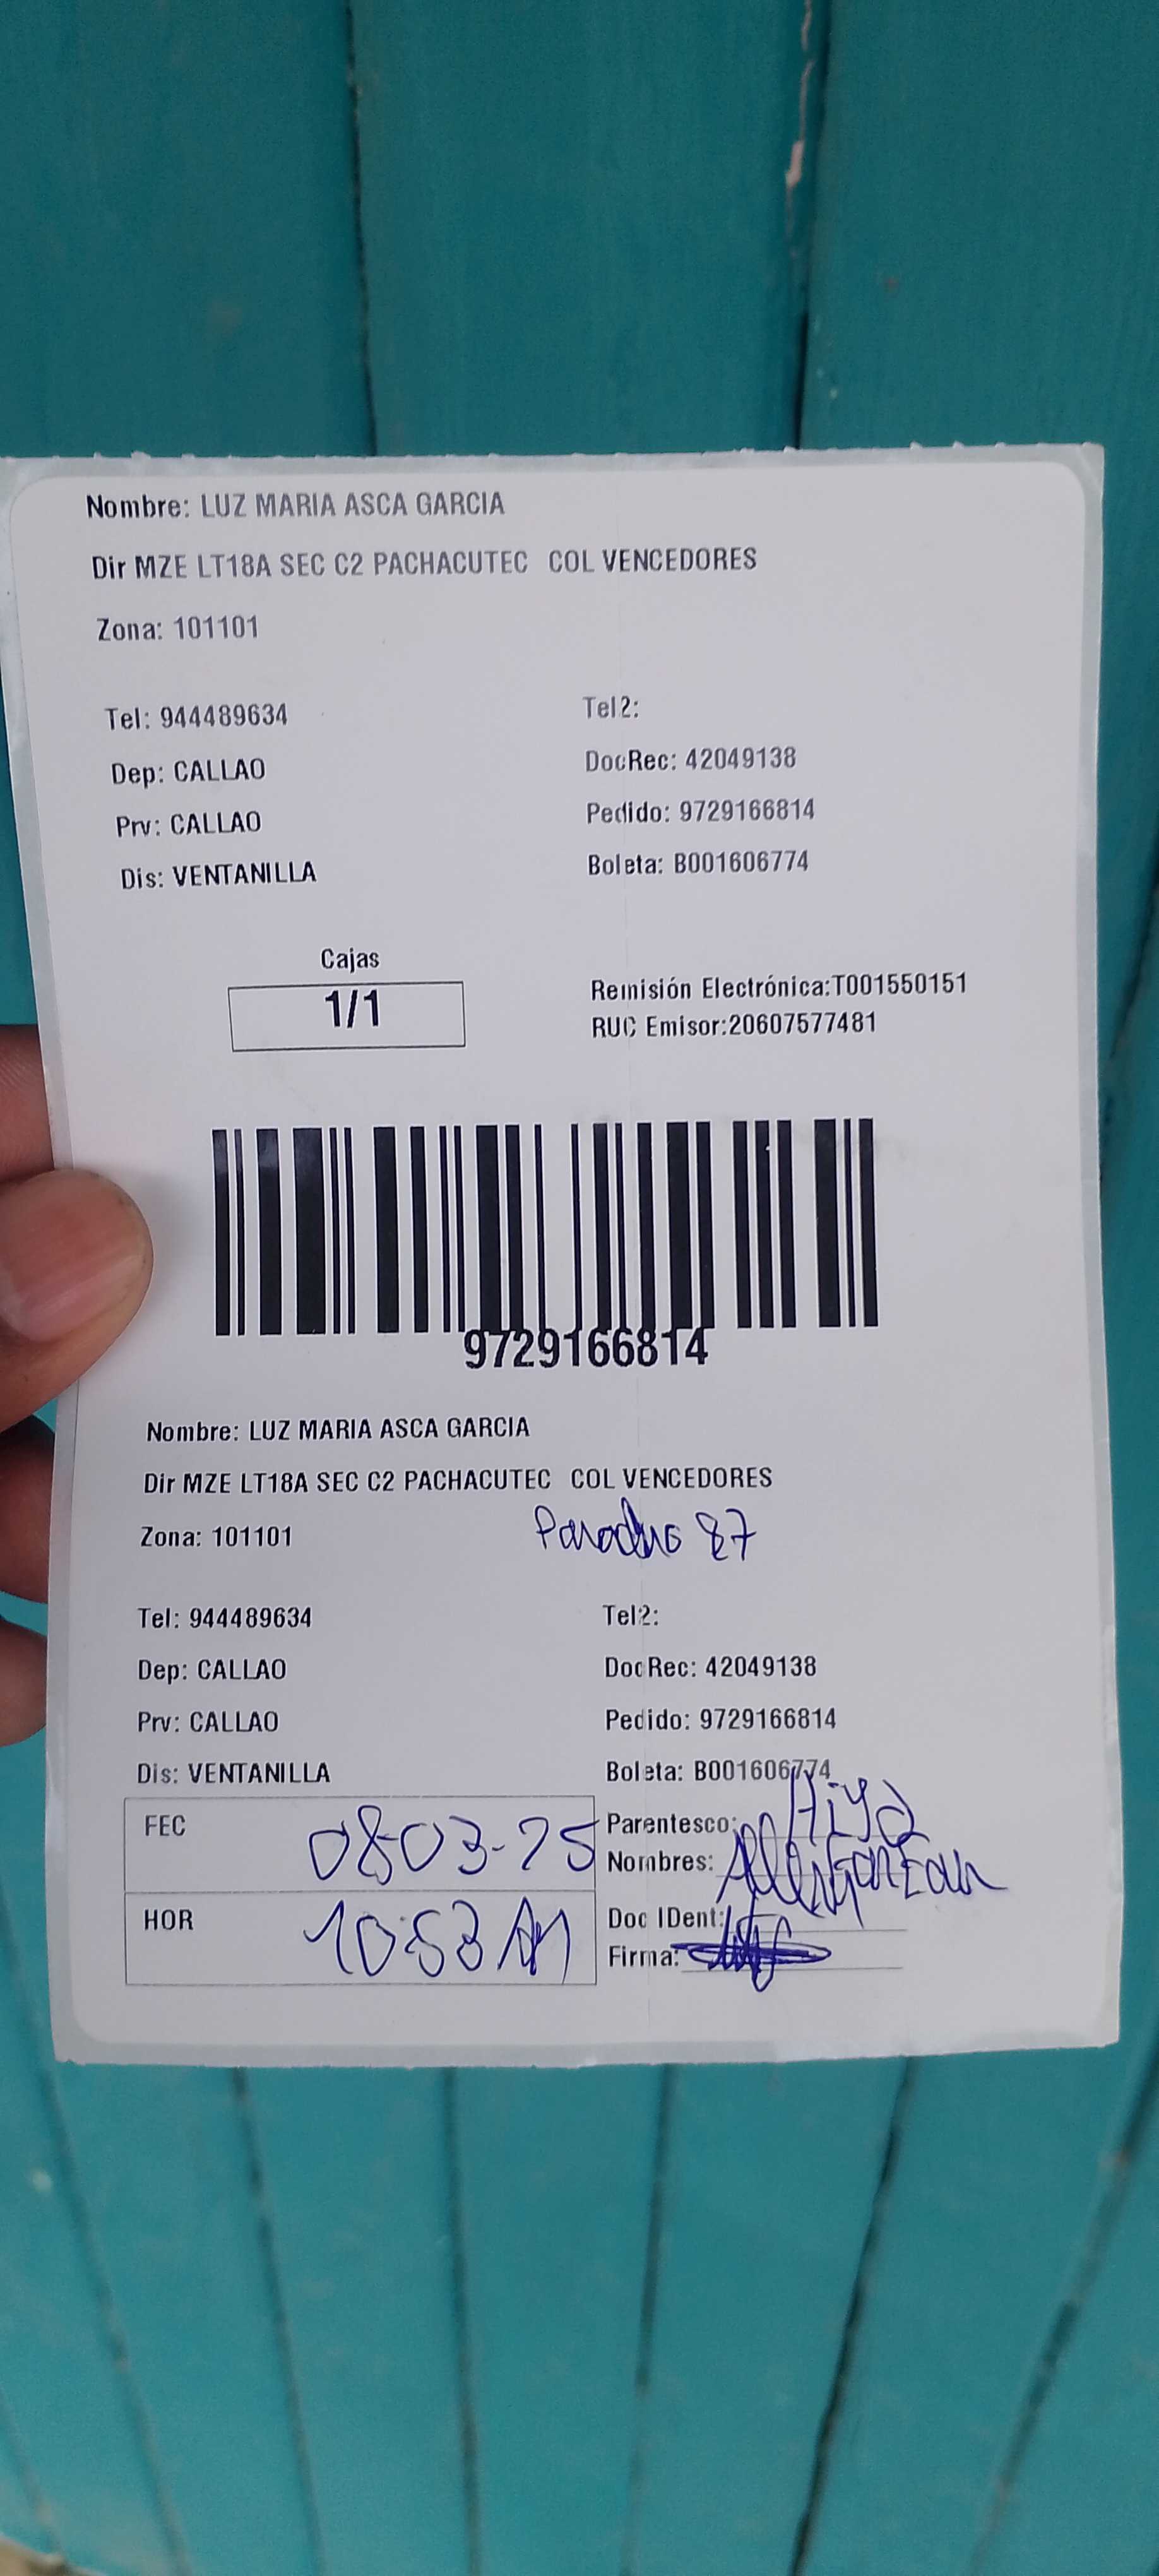 Nombre: LUZ MARIA ASCA GARCIA
Dir MZE LT18A SEC C2 PACHACUTEC COL VENCEDORES
Zona: 101101
Tel: 944489634 Tel2:
Dep: CALLAO DocRec: 42049138
Prv: CALLAO Pedido: 9729166814
Dis: VENTANILLA Boleta: B001606774
Cajas
1/1
Remisión Electrónica:T001550151
RUC Emisor:20607577481
9729166814
Nombre: LUZ MARIA ASCA GARCIA
Dir MZE LT18A SEC C2 PACHACUTEC COL VENCEDORES
Zona: 101101 87
Tel: 944489634 Tel2:
Dep: CALLAO DocRec: 42049138
Prv: CALLAO Pedido: 9729166814
Dis: VENTANILLA Boleta: B001606774
FEC 08-03-25 Parentesco: Hija
Nombres:
HOR 10:53 AM Doc IDent:
Firma: